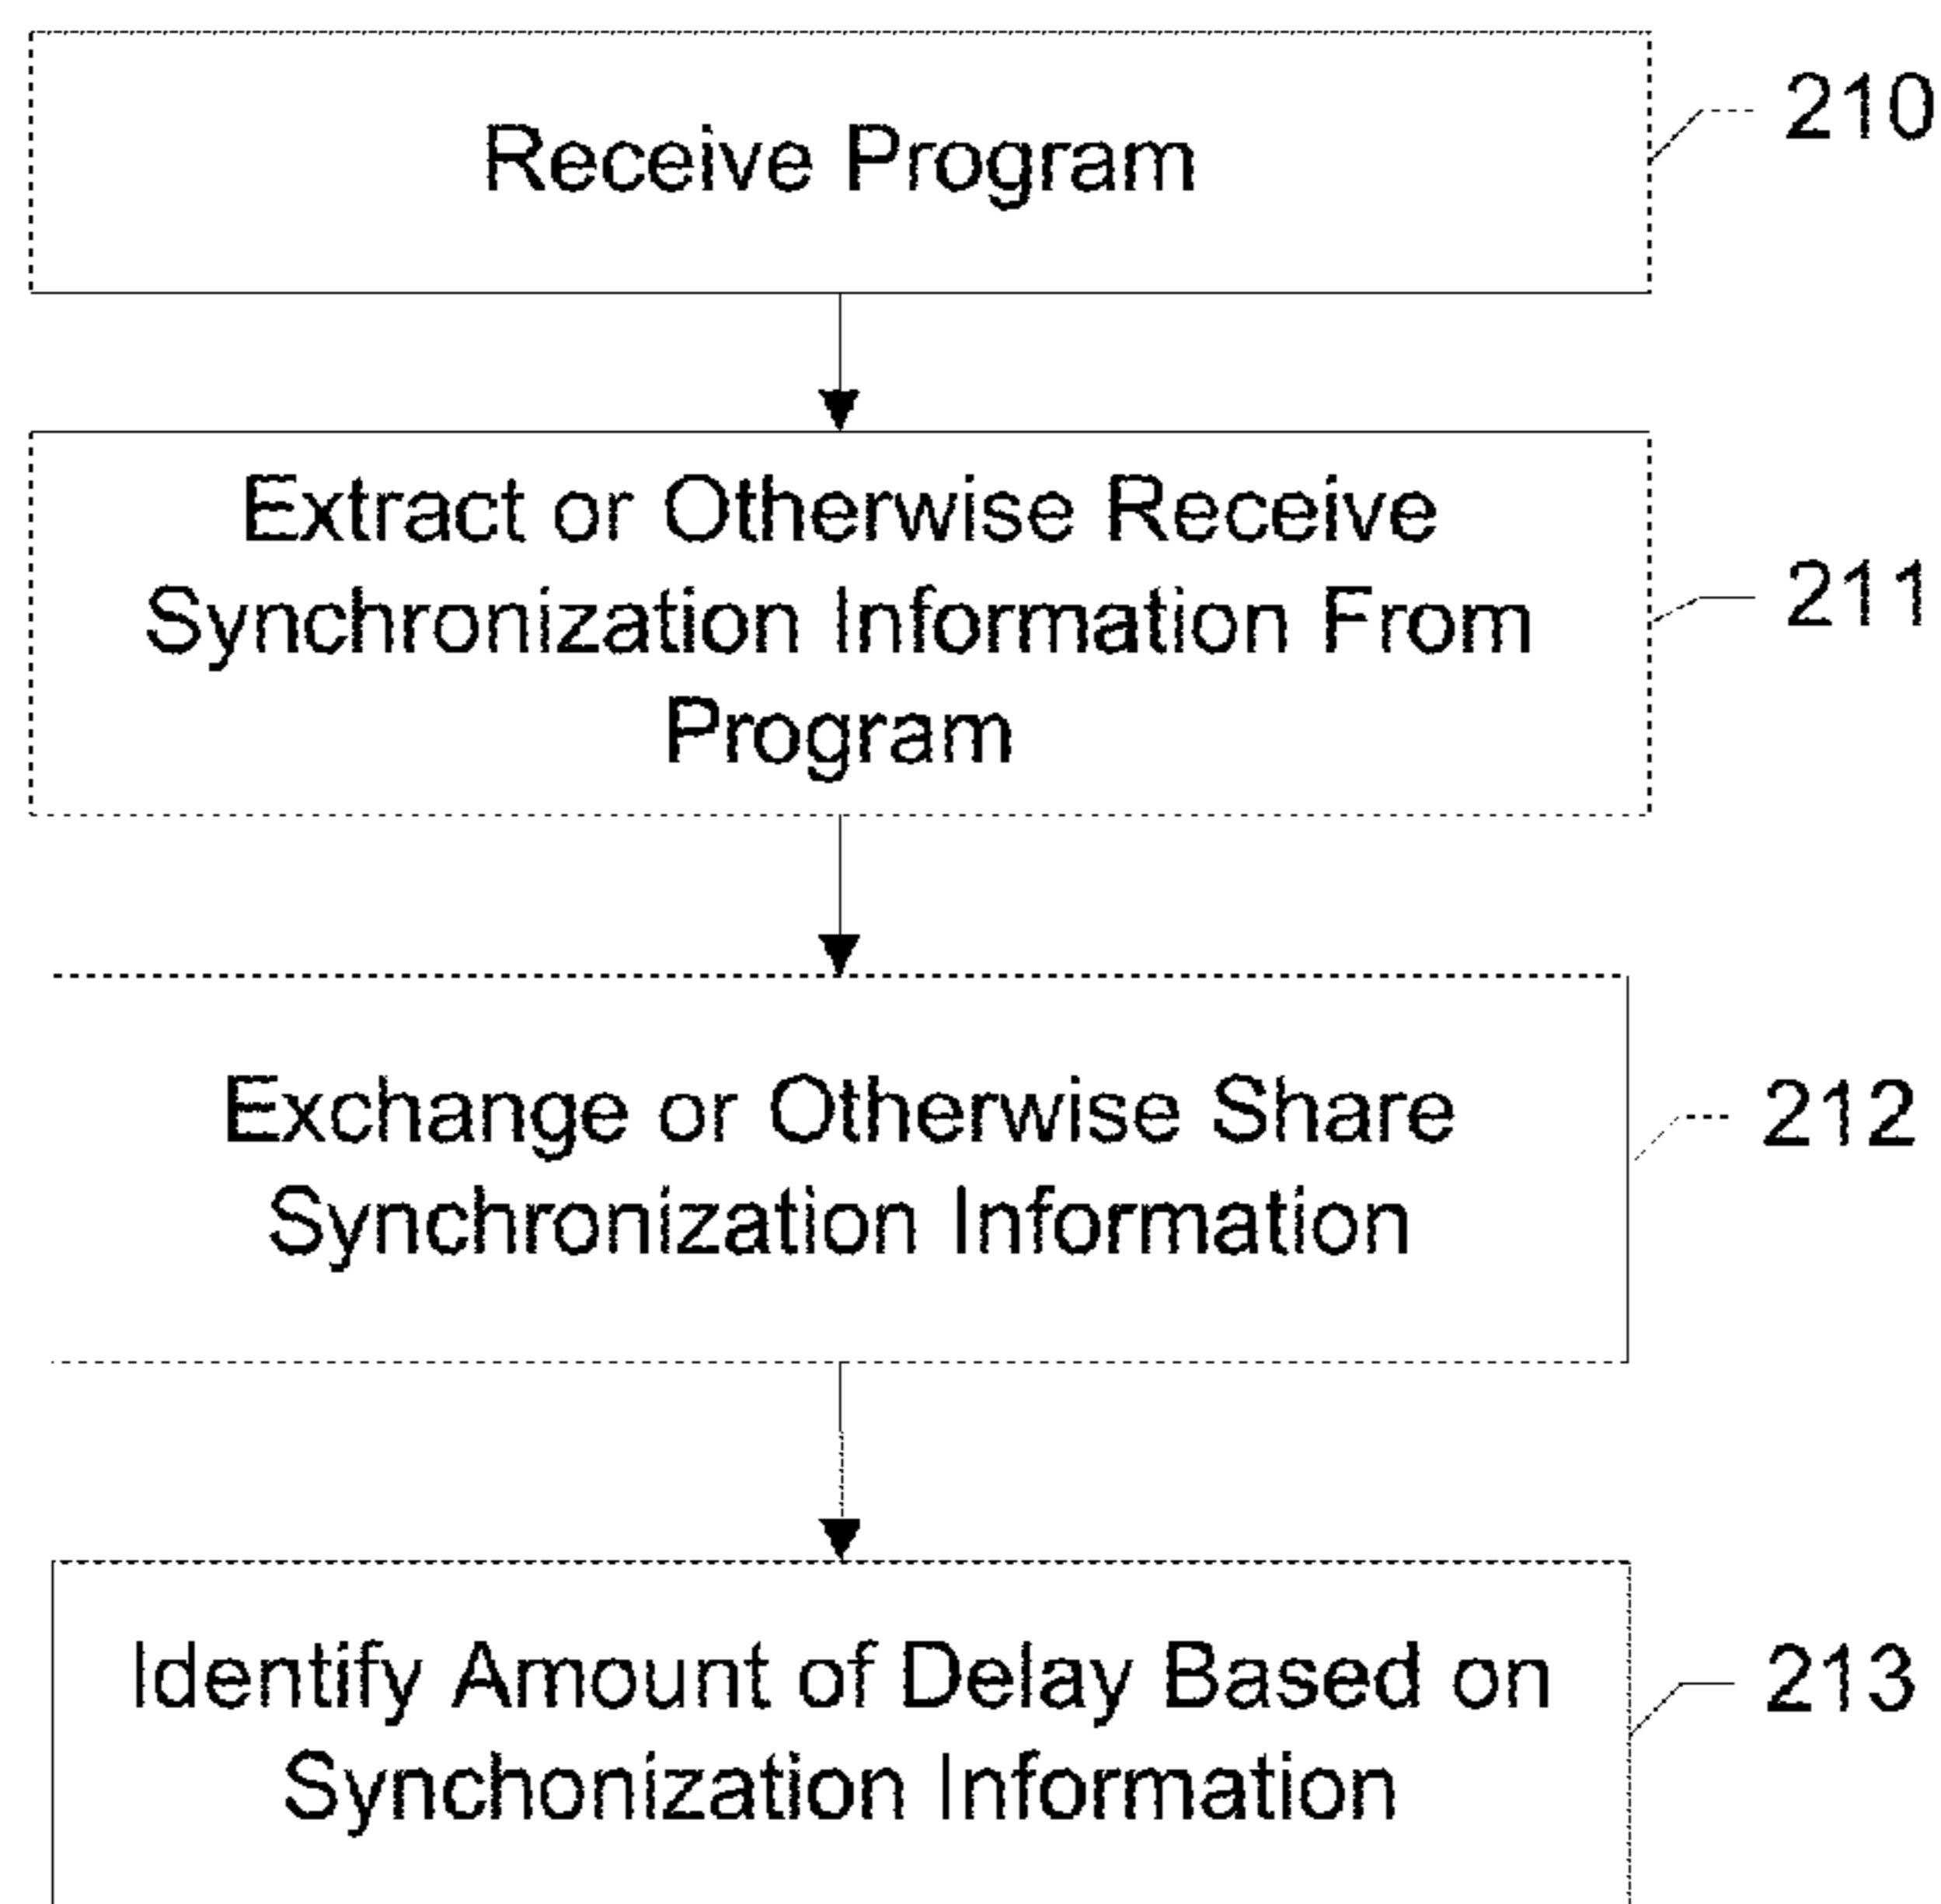 Receive Program
210
Extract or Otherwise Receive
Synchronization Information From
Program
211
Exchange or Otherwise Share
Synchronization Information
212
Identify Amount of Delay Based on
Synchonization Information
213